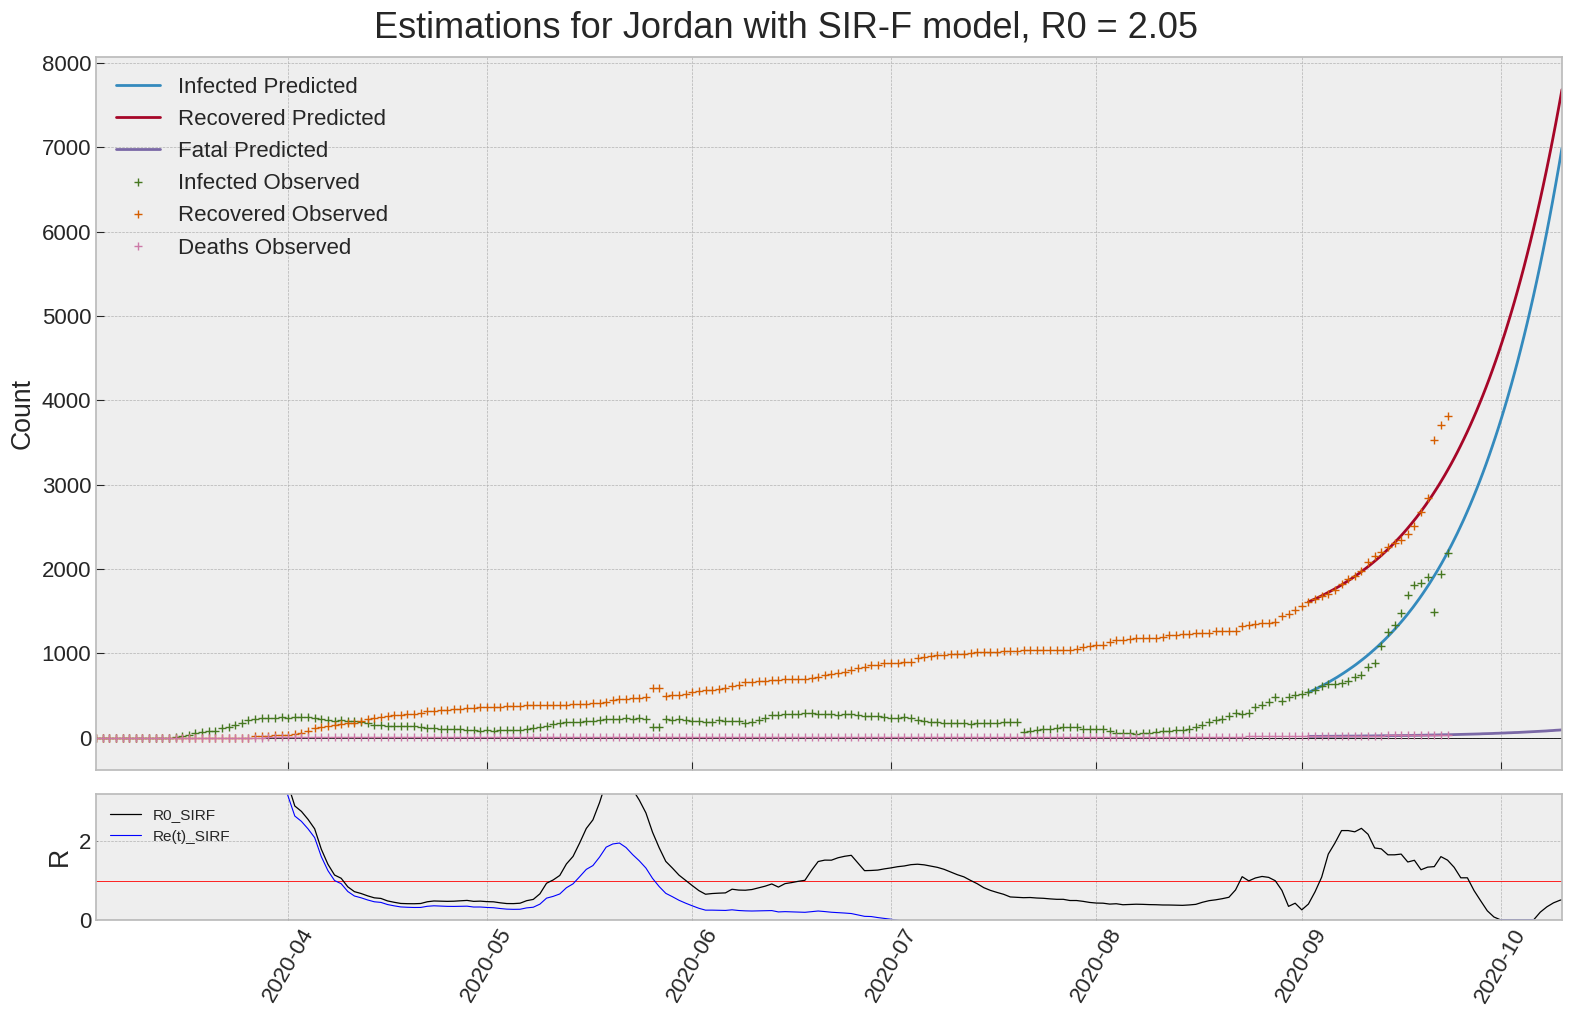 Estimations for Jordan with SIR-F model, R0 = 2.05
8000
7000
6000
5000
4000
3000
2000
1000
0
Count
Infected Predicted
Recovered Predicted
Fatal Predicted
Infected Observed
Recovered Observed
Deaths Observed
2
0
R
R0_SIRF
Re(t)_SIRF
2020-04
2020-05
2020-06
2020-07
2020-08
2020-09
2020-10